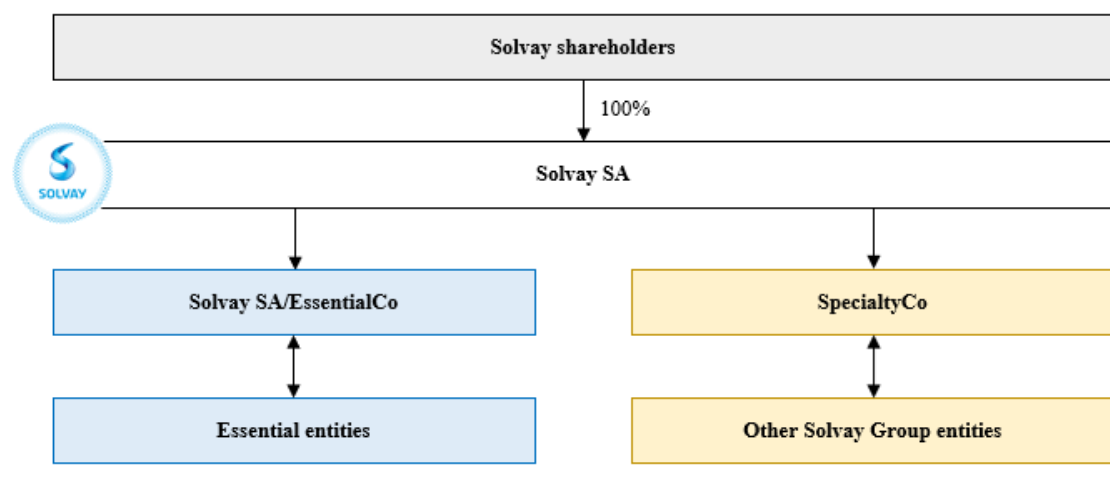 Solvay shareholders
100%
SOLVAY
Solvay SA
Solvay SA/EssentialCo
SpecialtyCo
Essential entities
Other Solvay Group entities